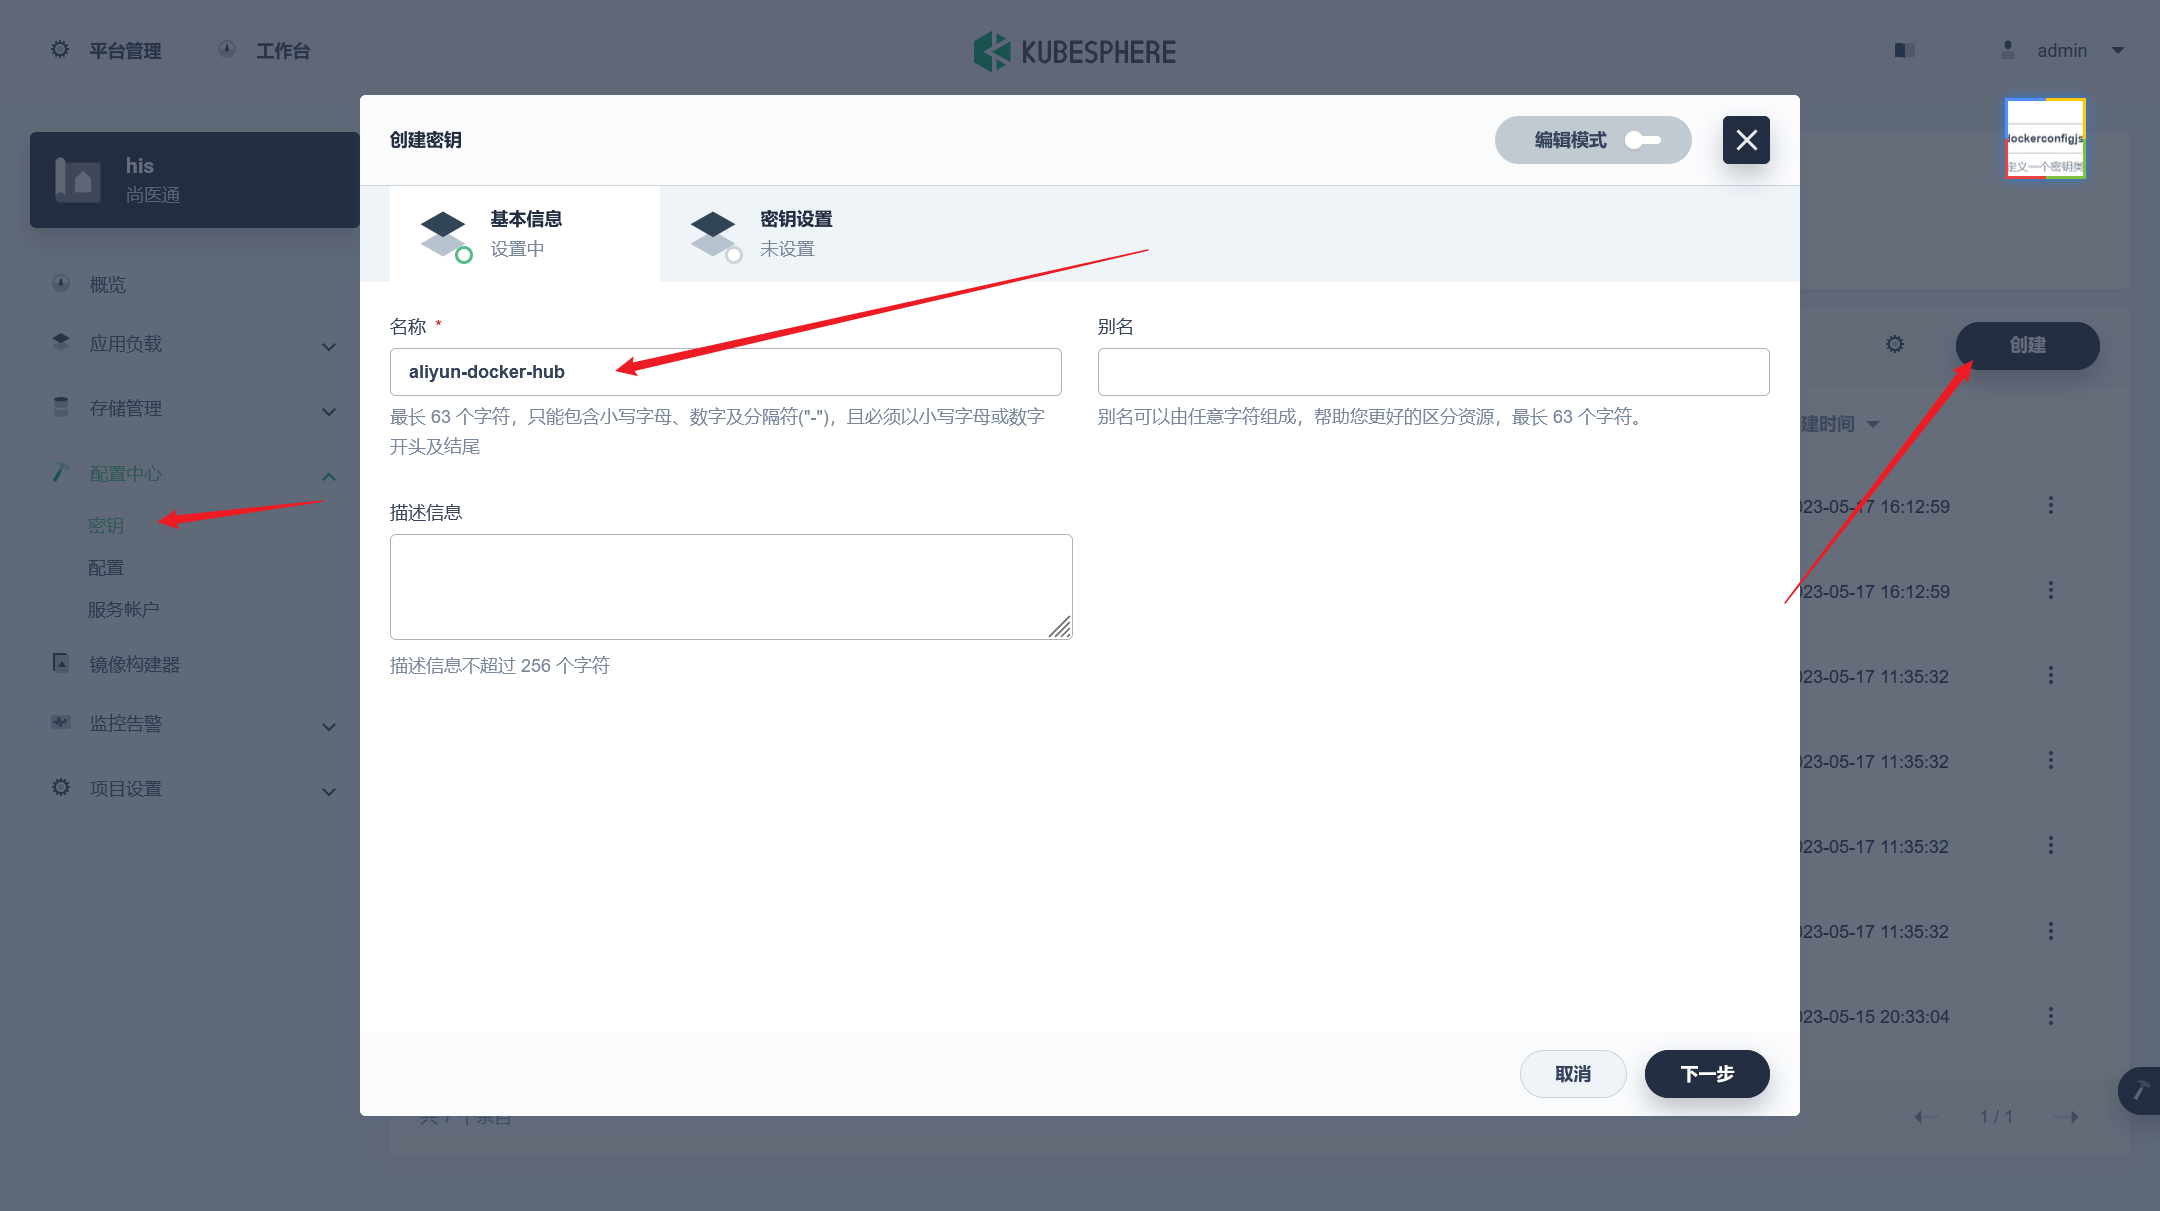 平台管理
工作台
KUBESPHERE
admin
his
尚医通
概览
应用负载
存储管理
配置中心
密钥
配置
服务帐户
镜像构建器
监控告警
项目设置
创建密钥
编辑模式
基本信息
设置中
密钥设置
未设置
名称 *
aliyun-docker-hub
最长 63 个字符，只能包含小写字母、数字及分隔符("-")，且必须以小写字母或数字
开头及结尾
别名
别名可以由任意字符组成，帮助您更好的区分资源，最长 63 个字符。
描述信息
描述信息不超过 256 个字符
取消
下一步
dockerconfigjs
定义一个密钥类
创建
建时间
023-05-17 16:12:59
023-05-17 16:12:59
023-05-17 11:35:32
023-05-17 11:35:32
023-05-17 11:35:32
023-05-17 11:35:32
023-05-15 20:33:04
1 / 1